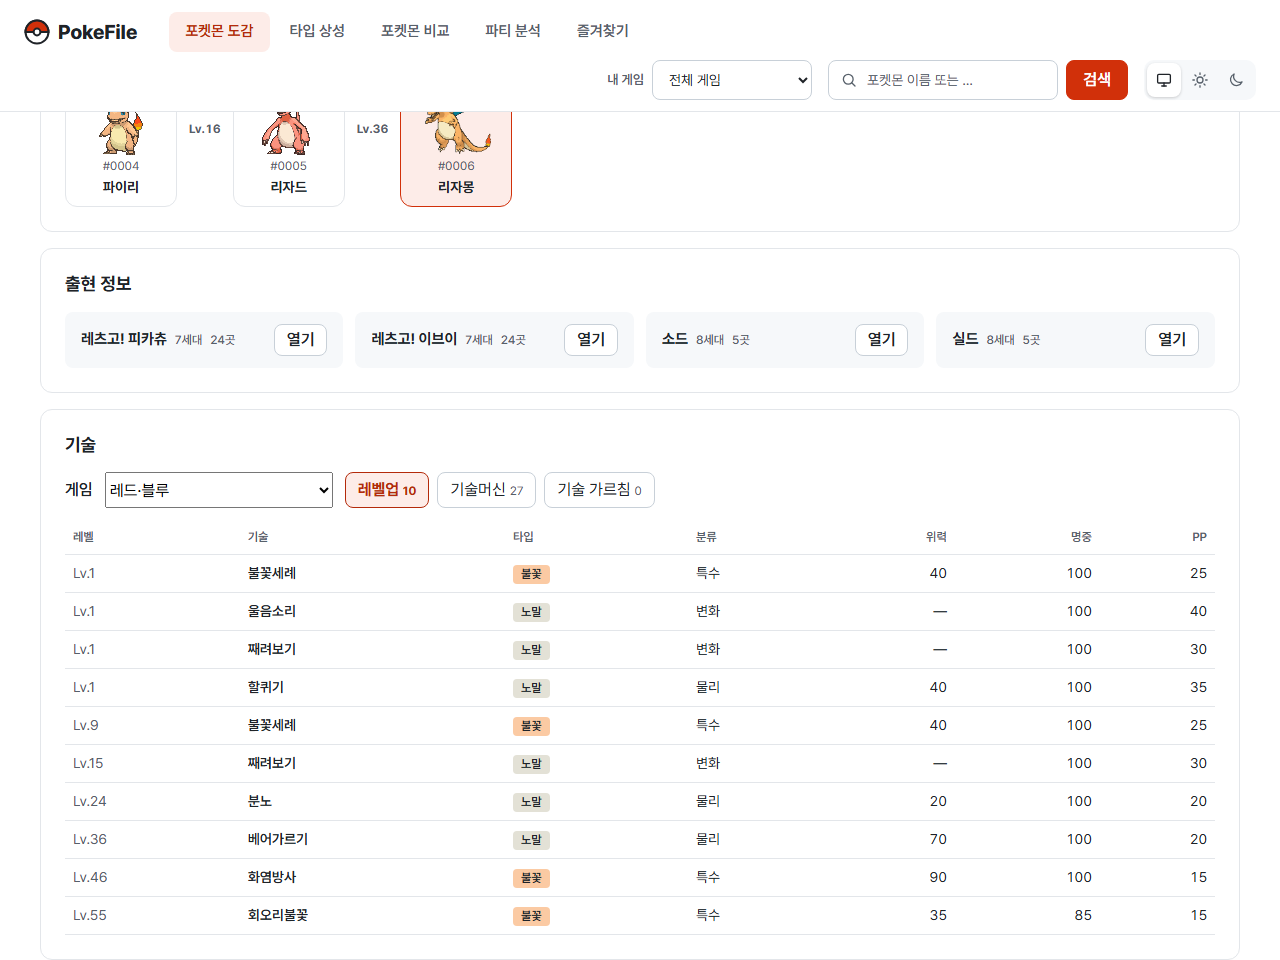 PokeFile 포켓몬 도감 타입 상성 포켓몬 비교 파티 분석 즐겨찾기
내 게임 전체 게임 포켓몬 이름 또는 ... 검색
Lv.16 Lv.36
#0004 #0005 #0006
파이리 리자드 리자몽
출현 정보
레츠고! 피카츄 7세대 24곳 열기 레츠고! 이브이 7세대 24곳 열기 소드 8세대 5곳 열기 실드 8세대 5곳 열기
기술
게임 레드·블루 레벨업 10 기술머신 27 기술 가르침 0
레벨 기술 타입 분류 위력 명중 PP
Lv.1 불꽃세례 불꽃 특수 40 100 25
Lv.1 울음소리 노말 변화 — 100 40
Lv.1 째려보기 노말 변화 — 100 30
Lv.1 할퀴기 노말 물리 40 100 35
Lv.9 불꽃세례 불꽃 특수 40 100 25
Lv.15 째려보기 노말 변화 — 100 30
Lv.24 분노 노말 물리 20 100 20
Lv.36 베어가르기 노말 물리 70 100 20
Lv.46 화염방사 불꽃 특수 90 100 15
Lv.55 회오리불꽃 불꽃 특수 35 85 15